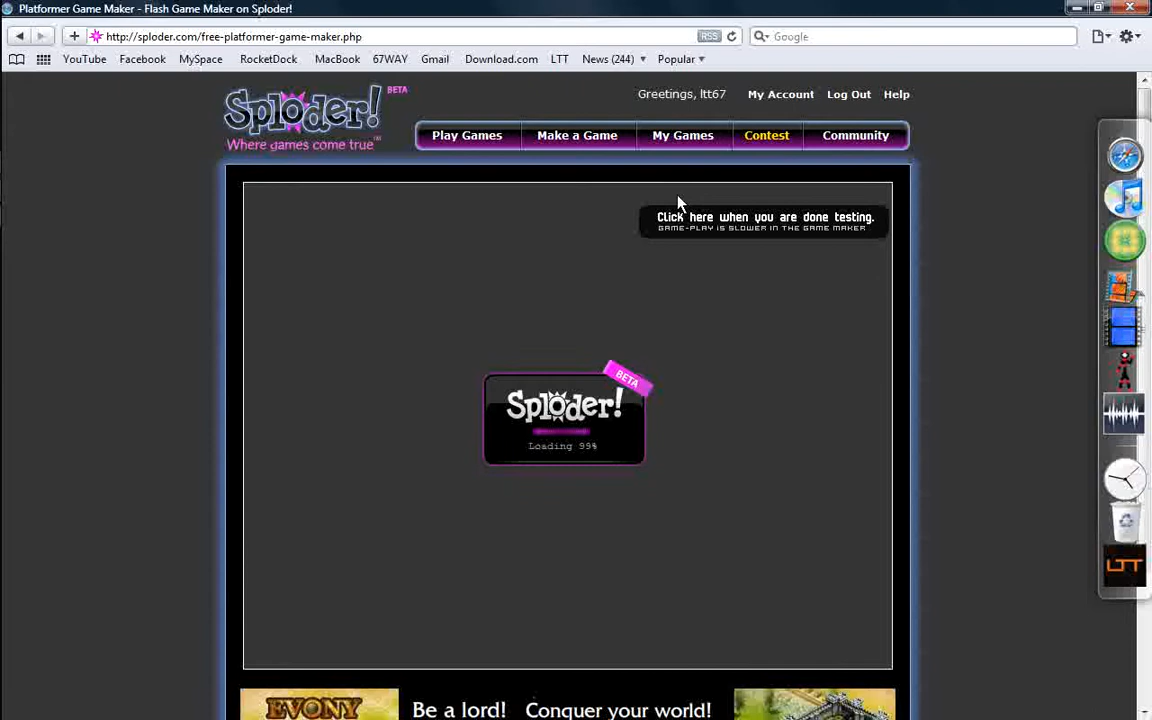 Platformer Game Maker - Flash Game Maker on Sploder!
http://sploder.com/free-platformer-game-maker.php
RSS
Google
YouTube Facebook MySpace RocketDock MacBook 67WAY Gmail Download.com LTT News (244) Popular
Sploder!
BETA
Where games come true™
Greetings, ltt67 My Account Log Out Help
Play Games Make a Game My Games Contest Community
Click here when you are done testing.
GAME-PLAY IS SLOWER IN THE GAME MAKER
BETA
Sploder!
Loading 99%
EVONY
Be a lord! Conquer your world!
LTT